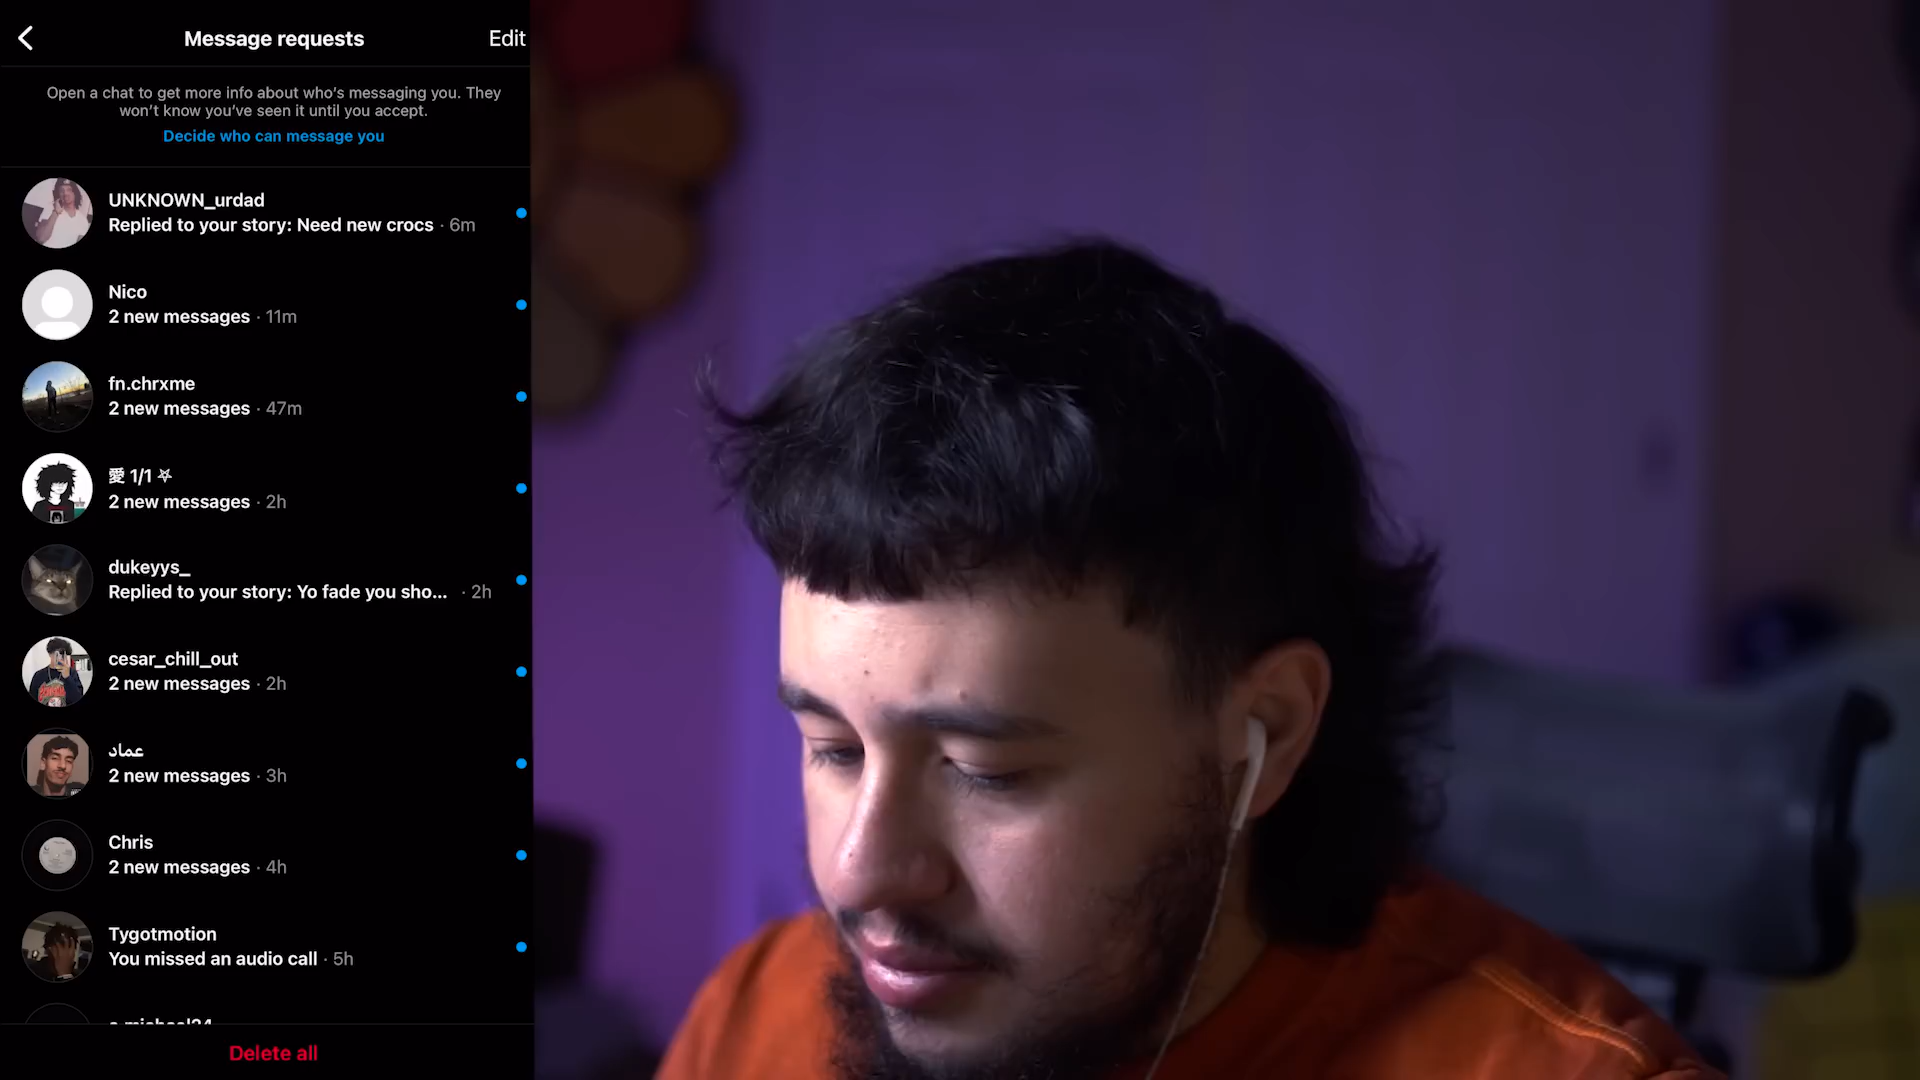 Message requests
Edit
Open a chat to get more info about who's messaging you. They
won't know you've seen it until you accept.
Decide who can message you
UNKNOWN_urdad
Replied to your story: Need new crocs · 6m
Nico
2 new messages · 11m
fn.chrxme
2 new messages · 47m
愛 1/1 ⛧
2 new messages · 2h
dukeyys_
Replied to your story: Yo fade you sho... · 2h
cesar_chill_out
2 new messages · 2h
عماد
2 new messages · 3h
Chris
2 new messages · 4h
Tygotmotion
You missed an audio call · 5h
Delete all